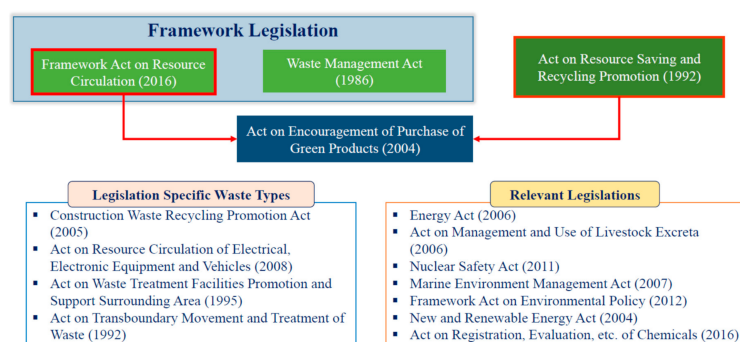 Framework Legislation
Framework Act on Resource
Circulation (2016)
Waste Management Act
(1986)
Act on Resource Saving and
Recycling Promotion (1992)
Act on Encouragement of Purchase of
Green Products (2004)
Legislation Specific Waste Types
▪ Construction Waste Recycling Promotion Act
(2005)
▪ Act on Resource Circulation of Electrical,
Electronic Equipment and Vehicles (2008)
▪ Act on Waste Treatment Facilities Promotion and
Support Surrounding Area (1995)
▪ Act on Transboundary Movement and Treatment of
Waste (1992)
Relevant Legislations
▪ Energy Act (2006)
▪ Act on Management and Use of Livestock Excreta
(2006)
▪ Nuclear Safety Act (2011)
▪ Marine Environment Management Act (2007)
▪ Framework Act on Environmental Policy (2012)
▪ New and Renewable Energy Act (2004)
▪ Act on Registration, Evaluation, etc. of Chemicals (2016)